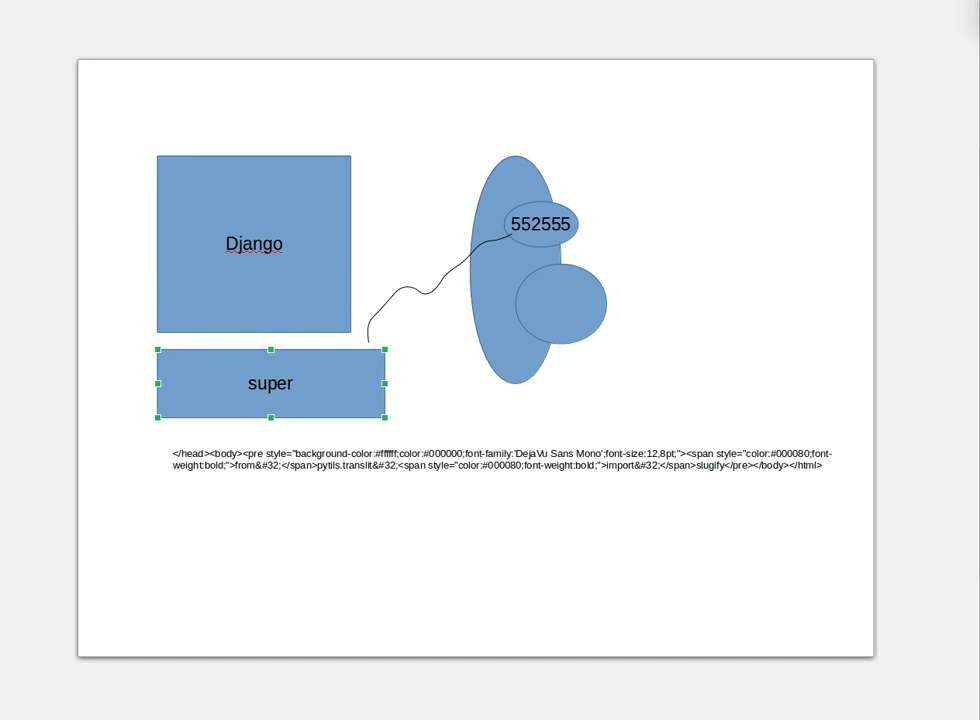 552555
Django
super
</head><body><pre style="background-color:#ffffff;color:#000000;font-family:'DejaVu Sans Mono';font-size:12,8pt;"><span style="color:#000080;font-
weight:bold;">from&#32;</span>pytils.translit&#32;<span style="color:#000080;font-weight:bold;">import&#32;</span>slugify</pre></body></html>